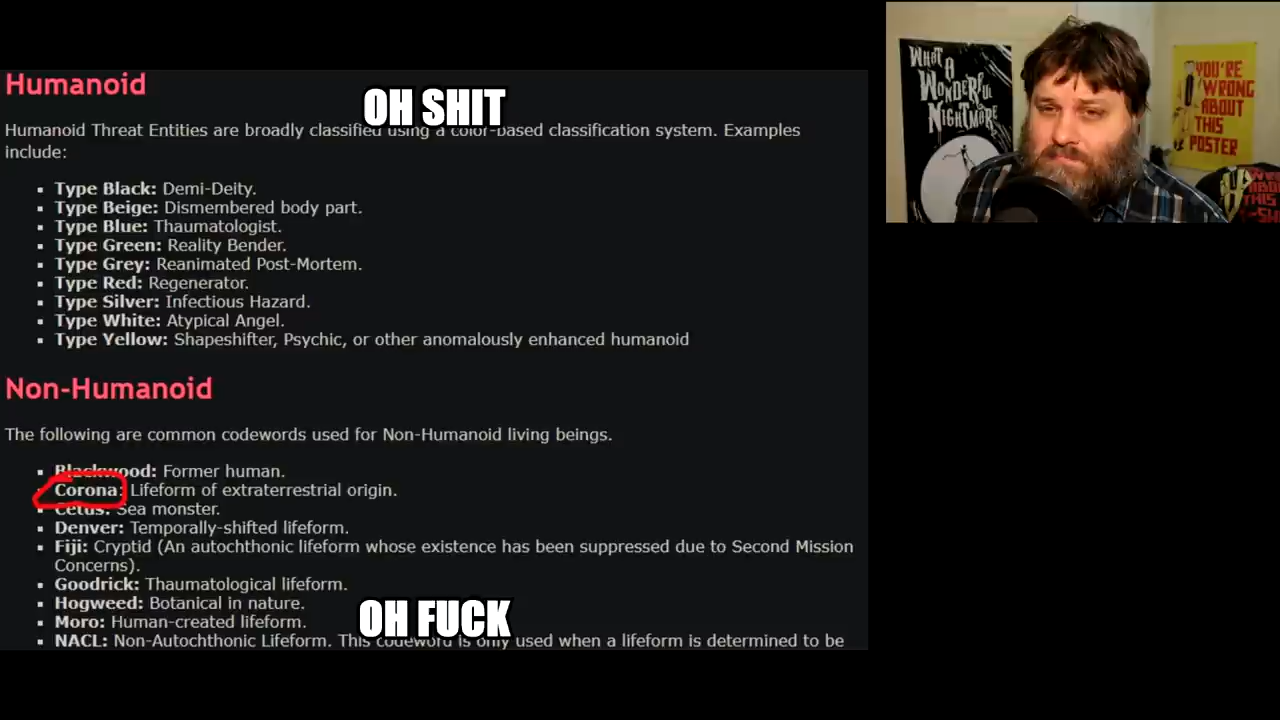 Humanoid
OH SHIT
Humanoid Threat Entities are broadly classified using a color-based classification system. Examples
include:
Type Black: Demi-Deity.
Type Beige: Dismembered body part.
Type Blue: Thaumatologist.
Type Green: Reality Bender.
Type Grey: Reanimated Post-Mortem.
Type Red: Regenerator.
Type Silver: Infectious Hazard.
Type White: Atypical Angel.
Type Yellow: Shapeshifter, Psychic, or other anomalously enhanced humanoid
Non-Humanoid
The following are common codewords used for Non-Humanoid living beings.
Blackwood: Former human.
Corona: Lifeform of extraterrestrial origin.
Cetus: Sea monster.
Denver: Temporally-shifted lifeform.
Fiji: Cryptid (An autochthonic lifeform whose existence has been suppressed due to Second Mission
Concerns).
Goodrick: Thaumatological lifeform.
Hogweed: Botanical in nature.
Moro: Human-created lifeform.
OH FUCK
NACL: Non-Autochthonic Lifeform. This codeword is only used when a lifeform is determined to be
WHAT A
WONDERFUL
NIGHTMARE
YOU'RE
WRONG
ABOUT
THIS
POSTER